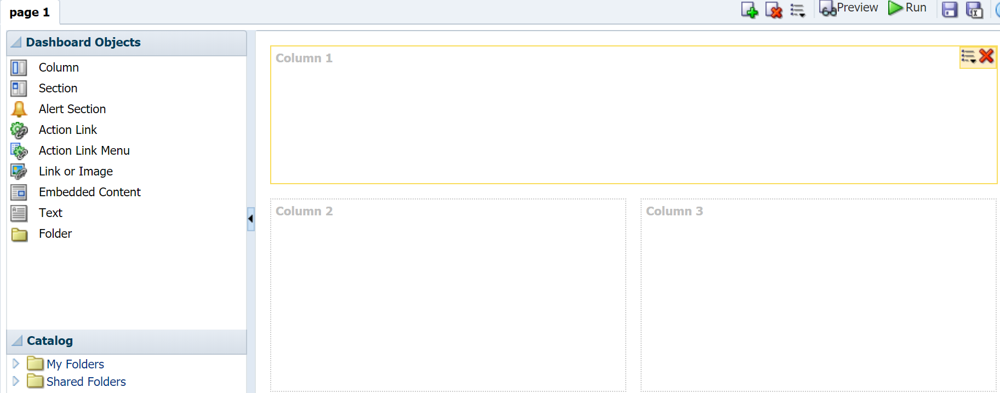 page 1
Preview
Run
Dashboard Objects
Column
Section
Alert Section
Action Link
Action Link Menu
Link or Image
Embedded Content
Text
Folder
Catalog
My Folders
Shared Folders
Column 1
Column 2
Column 3